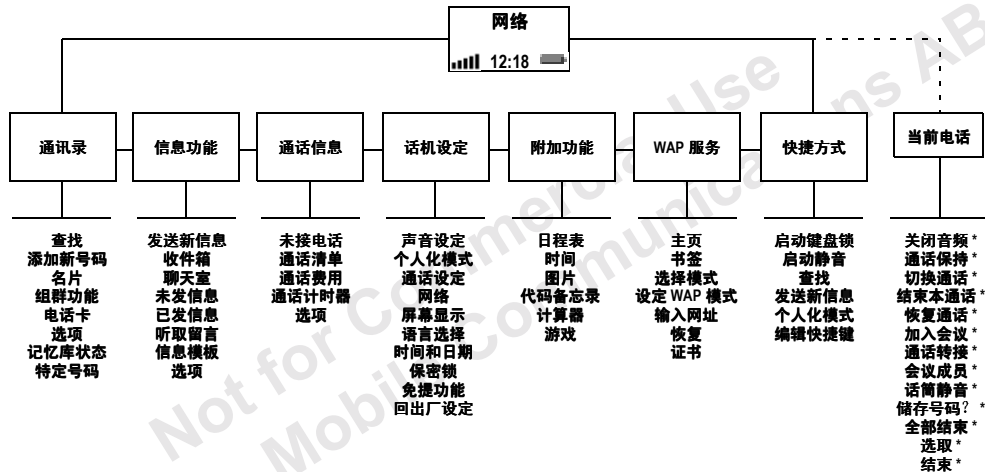 网络
12:18
通讯录
信息功能
通话信息
话机设定
附加功能
WAP 服务
快捷方式
当前电话
查找
添加新号码
名片
组群功能
电话卡
选项
记忆库状态
特定号码
发送新信息
收件箱
聊天室
未发信息
已发信息
听取留言
信息模板
选项
未接电话
通话清单
通话费用
通话计时器
选项
声音设定
个人化模式
通话设定
网络
屏幕显示
语言选择
时间和日期
保密锁
免提功能
回出厂设定
日程表
时间
图片
代码备忘录
计算器
游戏
主页
书签
选择模式
设定 WAP 模式
输入网址
恢复
证书
启动键盘锁
启动静音
查找
发送新信息
个人化模式
编辑快捷键
关闭音频 *
通话保持 *
切换通话 *
结束本通话 *
恢复通话 *
加入会议 *
通话转接 *
会议成员 *
话筒静音 *
储存号码？ *
全部结束 *
选取 *
结束 *
Not for Commercial Use
Mobile Communications AB